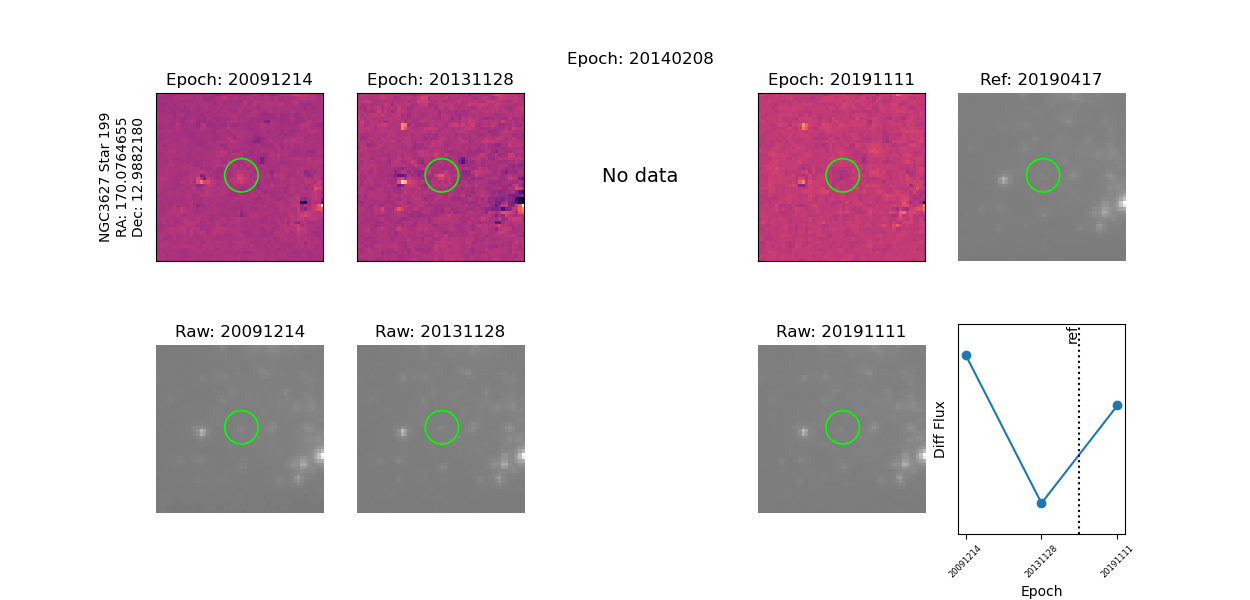 Epoch: 20140208
Epoch: 20091214
Epoch: 20131128
Epoch: 20191111
Ref: 20190417
NGC3627 Star 199
RA: 170.0764655
Dec: 12.9882180
No data
Raw: 20091214
Raw: 20131128
Raw: 20191111
ref
Diff Flux
20091214
20131128
20191111
Epoch